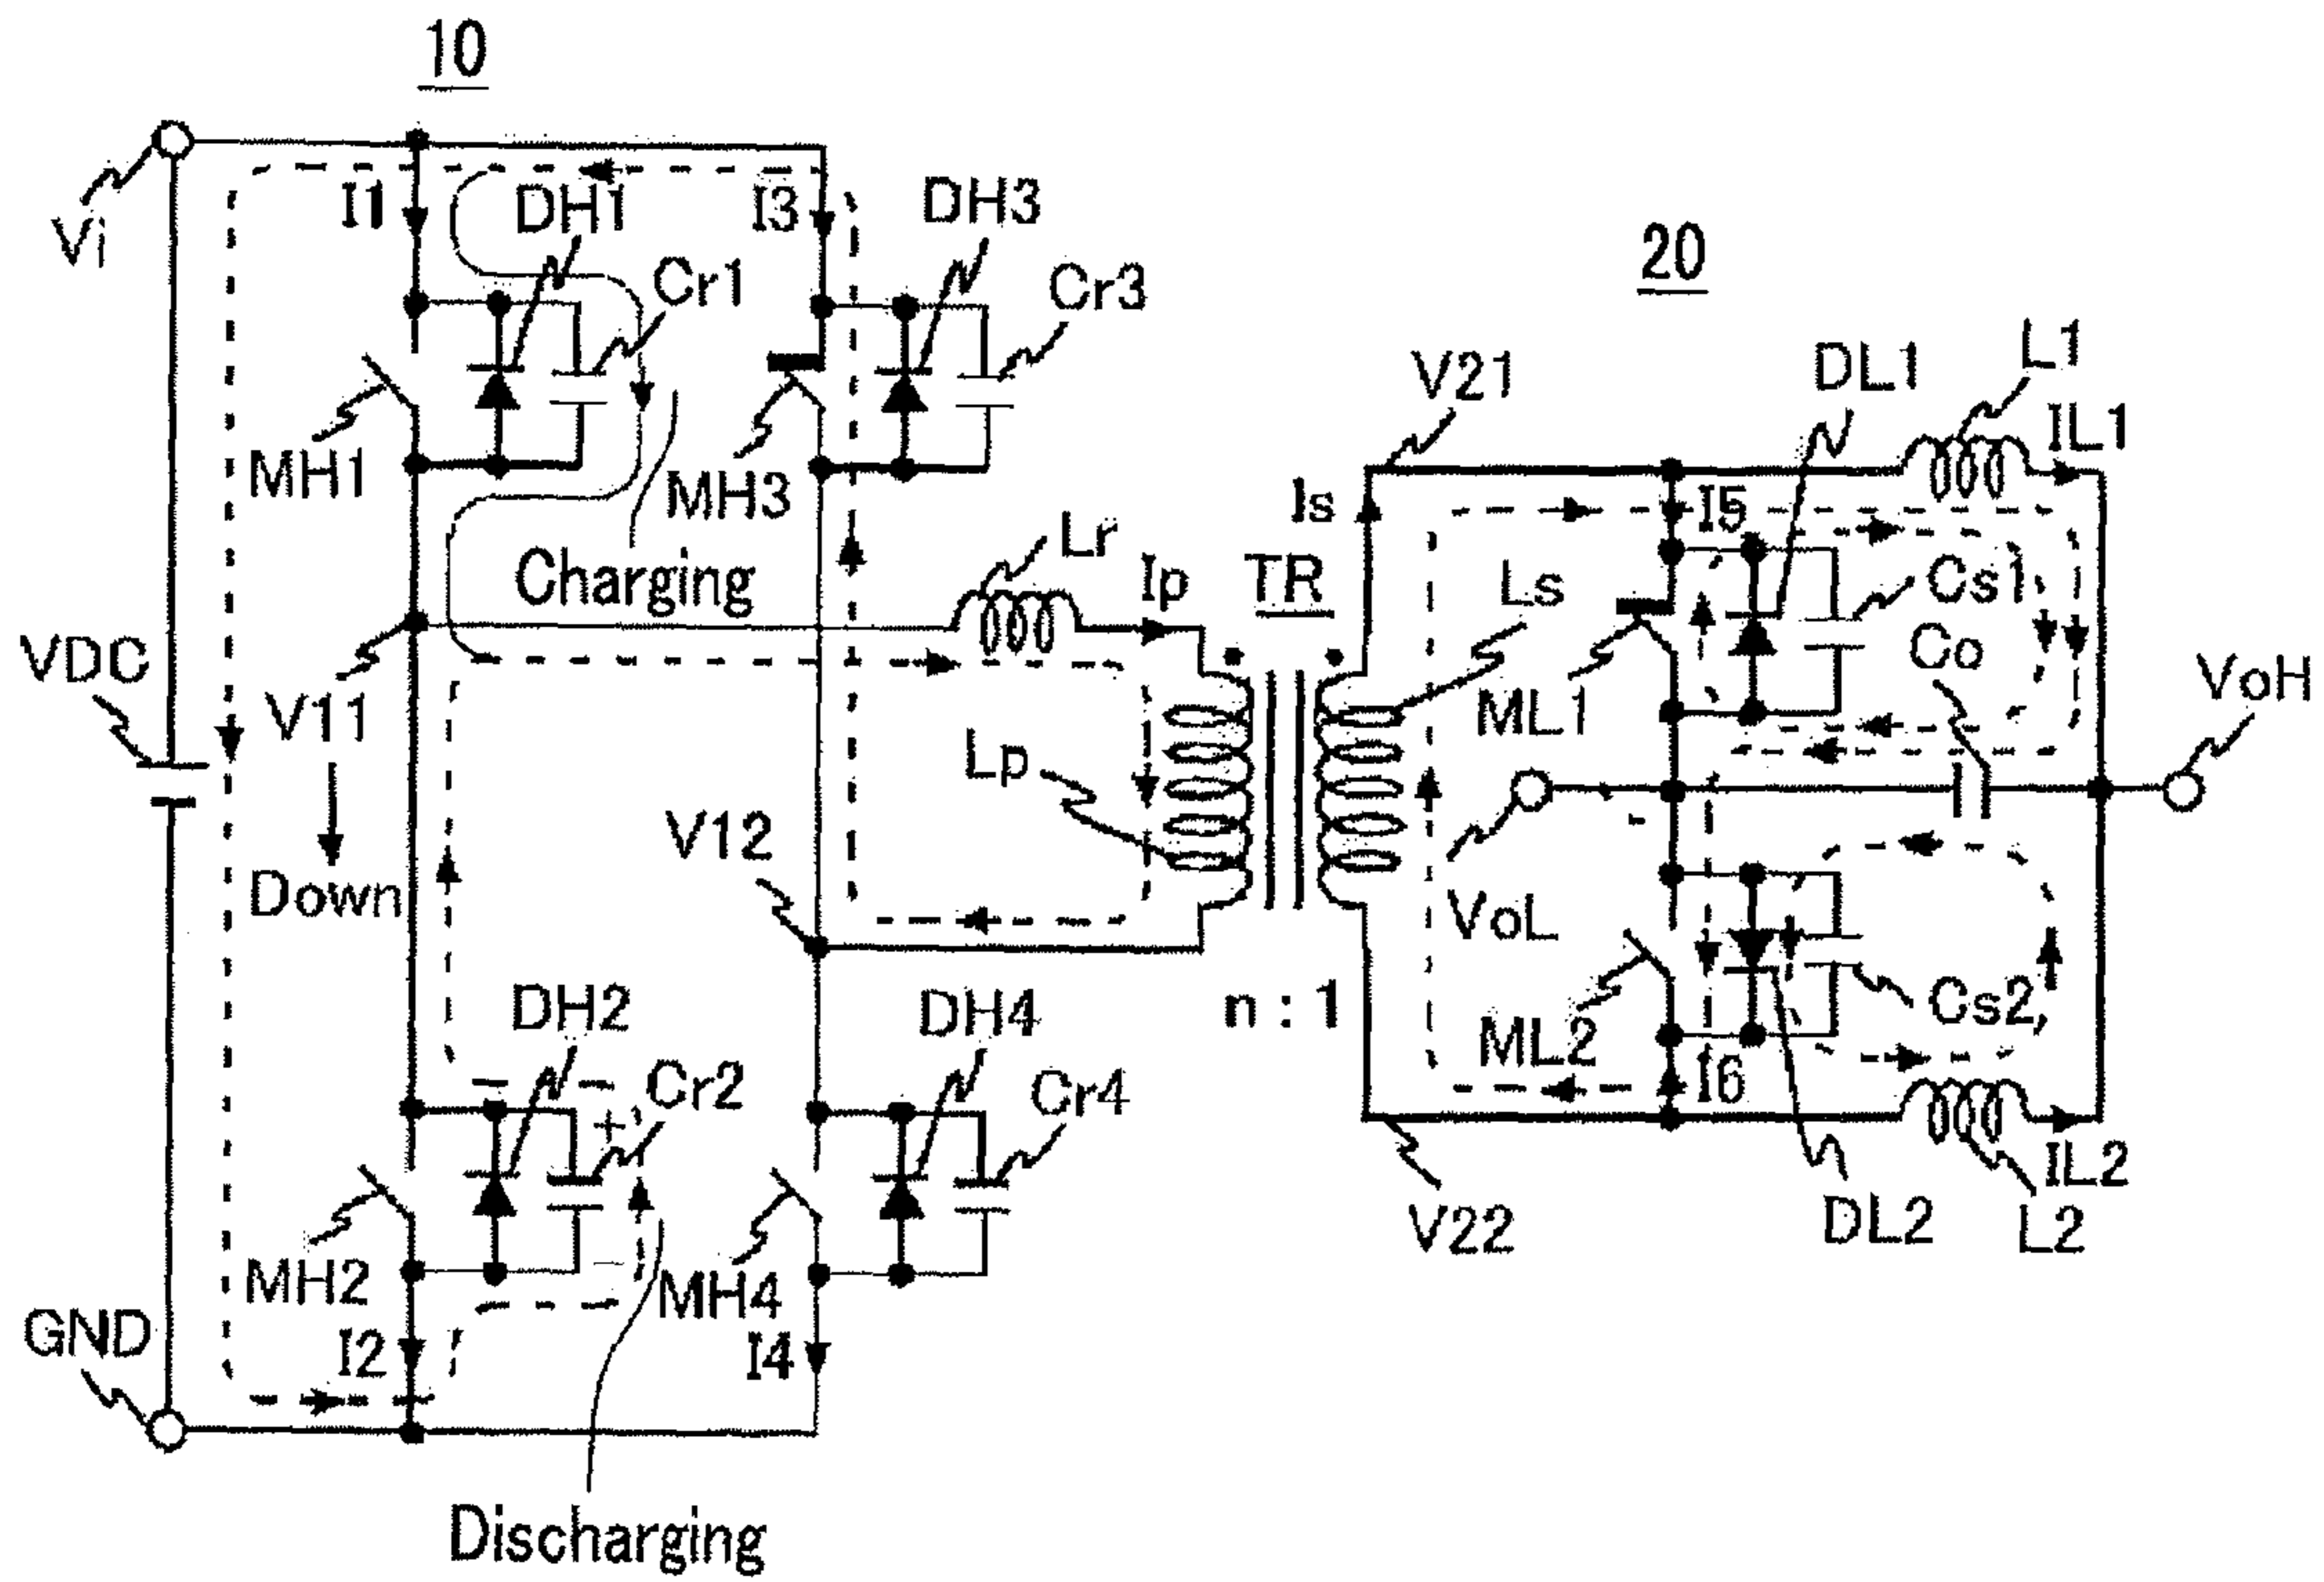 10
20
Vi
I1
DH1
I3
DH3
Cr1
Cr3
MH1
MH3
Charging
Lr
Ip
TR
Is
Ls
V21
DL1
L1
IL1
I5
Cs1
Co
ML1
VoH
VDC
V11
Down
Lp
V12
VoL
n : 1
ML2
Cs2
I6
IL2
L2
DL2
V22
DH2
Cr2
+
DH4
Cr4
MH2
MH4
GND
I2
I4
Discharging